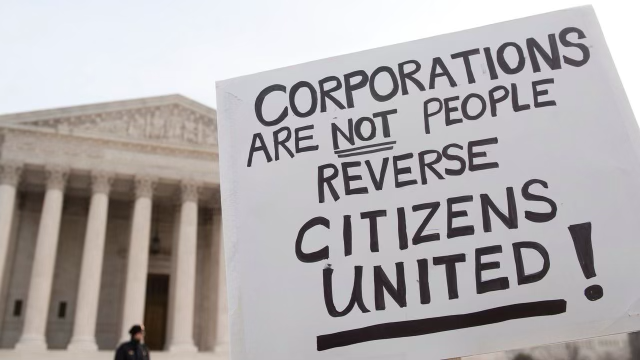 CORPORATIONS
ARE NOT PEOPLE
REVERSE
CITIZENS
UNITED!